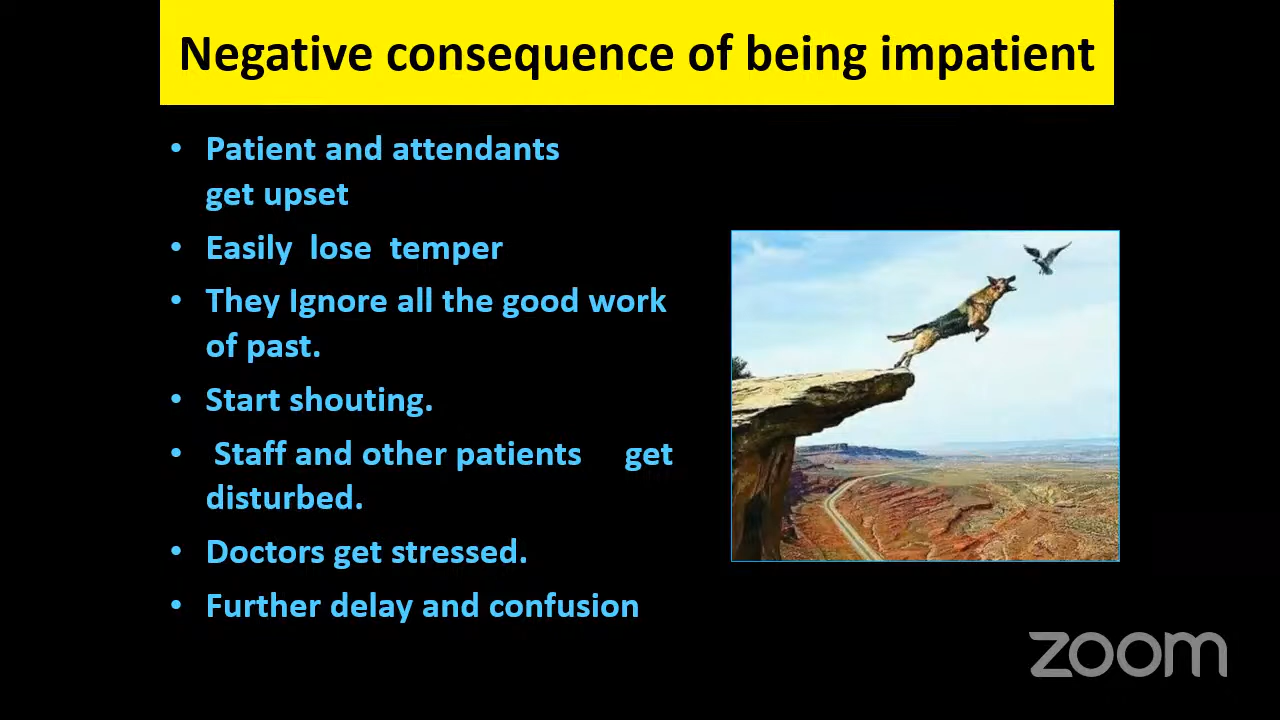 Negative consequence of being impatient
• Patient and attendants
get upset
• Easily lose temper
• They Ignore all the good work
of past.
• Start shouting.
• Staff and other patients get
disturbed.
• Doctors get stressed.
• Further delay and confusion
zoom